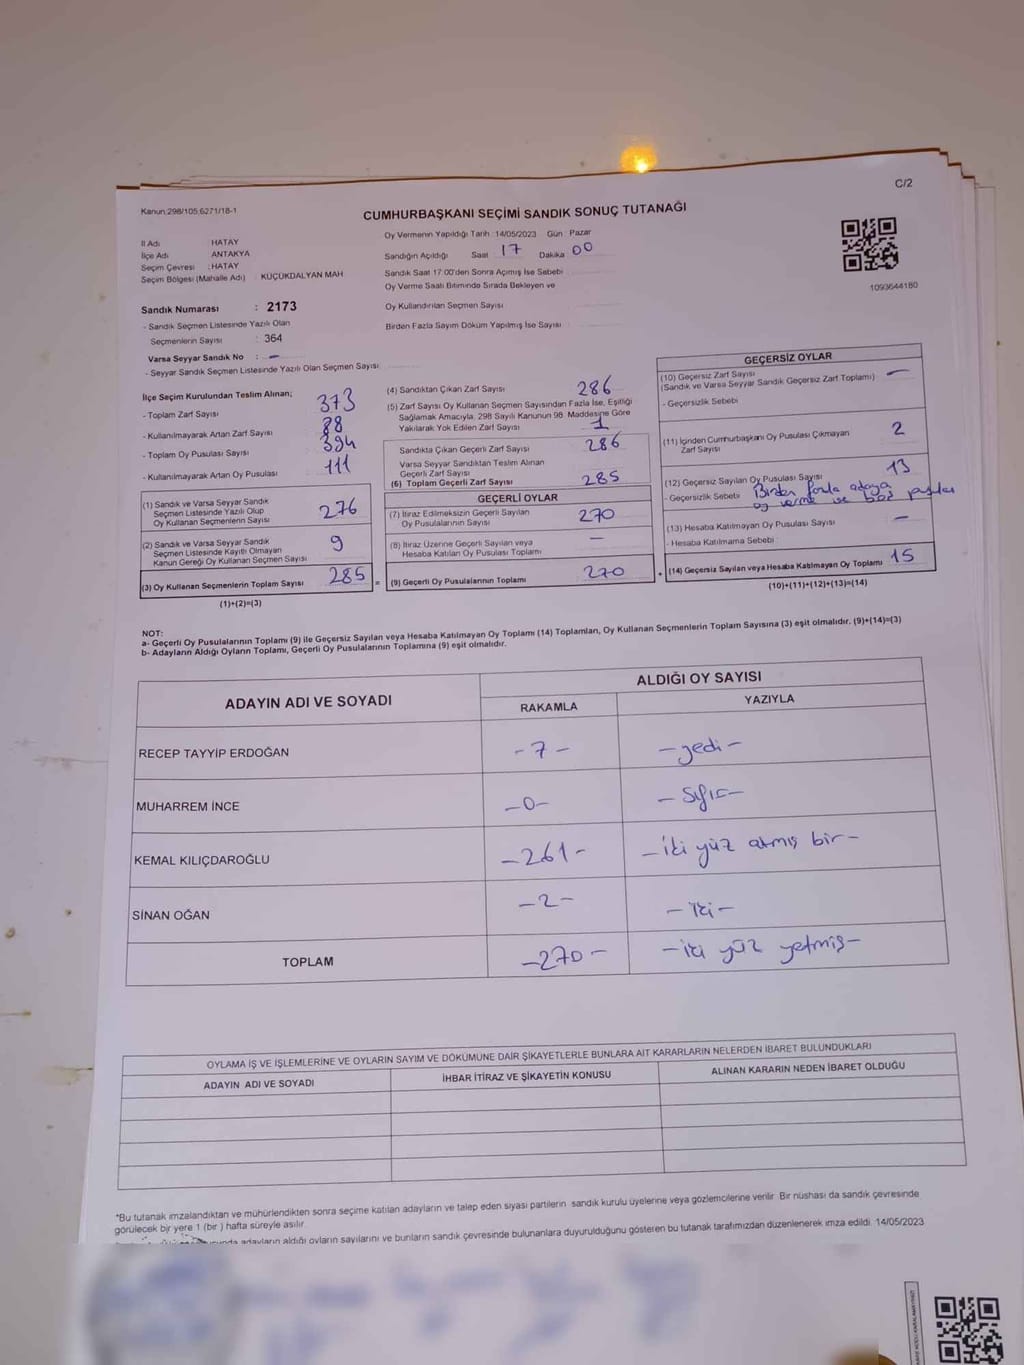 C/2
Kanun:298/105,6271/18-1
CUMHURBAŞKANI SEÇİMİ SANDIK SONUÇ TUTANAĞI
İl Adı : HATAY
İlçe Adı : ANTAKYA
Seçim Çevresi : HATAY
Seçim Bölgesi (Mahalle Adı) : KÜÇÜKDALYAN MAH.
Oy Vermenin Yapıldığı Tarih :14/05/2023 Gün : Pazar
Sandığın Açıldığı Saat : 17 Dakika : 00
Sandık Saat 17:00'den Sonra Açımış İse Sebebi
Oy Verme Saati Bitiminde Sırada Bekleyen ve
Oy Kullandırılan Seçmen Sayısı
Birden Fazla Sayım Döküm Yapılmış İse Sayısı
1093644180
Sandık Numarası : 2173
- Sandık Seçmen Listesinde Yazılı Olan
Seçmenlerin Sayısı : 364
Varsa Seyyar Sandık No : -
- Seyyar Sandık Seçmen Listesinde Yazılı Olan Seçmen Sayısı:
İlçe Seçim Kurulundan Teslim Alınan;
- Toplam Zarf Sayısı 373
- Kullanılmayarak Artan Zarf Sayısı 88
- Toplam Oy Pusulası Sayısı 394
- Kullanılmayarak Artan Oy Pusulası 111
(1) Sandık ve Varsa Seyyar Sandık
Seçmen Listesinde Yazılı Olup
Oy Kullanan Seçmenlerin Sayısı 276
(2) Sandık ve Varsa Seyyar Sandık
Seçmen Listesinde Kayıtlı Olmayan
Kanun Gereği Oy Kullanan Seçmen Sayısı 9
(3) Oy Kullanan Seçmenlerin Toplam Sayısı 285 =
(1)+(2)=(3)
(4) Sandıktan Çıkan Zarf Sayısı 286
(5) Zarf Sayısı Oy Kullanan Seçmen Sayısından Fazla İse, Eşitliği
Sağlamak Amacıyla, 298 Sayılı Kanunun 98. Maddesine Göre
Yakılarak Yok Edilen Zarf Sayısı 1
Sandıkta Çıkan Geçerli Zarf Sayısı 286
Varsa Seyyar Sandıktan Teslim Alınan
Geçerli Zarf Sayısı
(6) Toplam Geçerli Zarf Sayısı 285
GEÇERLİ OYLAR
(7) İtiraz Edilmeksizin Geçerli Sayılan
Oy Pusulalarının Sayısı 270
(8) İtiraz Üzerine Geçerli Sayılan veya
Hesaba Katılan Oy Pusulası Toplamı -
(9) Geçerli Oy Pusulalarının Toplamı 270 +
GEÇERSİZ OYLAR
(10) Geçersiz Zarf Sayısı -
(Sandık ve Varsa Seyyar Sandık Geçersiz Zarf Toplamı)
- Geçersizlik Sebebi
(11) İçinden Cumhurbaşkanı Oy Pusulası Çıkmayan
Zarf Sayısı 2
(12) Geçersiz Sayılan Oy Pusulası Sayısı 13
- Geçersizlik Sebebi : Birden fazla adaya
oy verme ve boş pusulası
(13) Hesaba Katılmayan Oy Pusulası Sayısı -
- Hesaba Katılmama Sebebi :
(14) Geçersiz Sayılan veya Hesaba Katılmayan Oy Toplamı 15
(10)+(11)+(12)+(13)=(14)
NOT:
a- Geçerli Oy Pusulalarının Toplamı (9) ile Geçersiz Sayılan veya Hesaba Katılmayan Oy Toplamı (14) Toplamları, Oy Kullanan Seçmenlerin Toplam Sayısına (3) eşit olmalıdır. (9)+(14)=(3)
b- Adayların Aldığı Oyların Toplamı, Geçerli Oy Pusulalarının Toplamına (9) eşit olmalıdır.
ADAYIN ADI VE SOYADI ALDIĞI OY SAYISI
RAKAMLA YAZIYLA
RECEP TAYYİP ERDOĞAN -7- -yedi-
MUHARREM İNCE -0- -Sıfır-
KEMAL KILIÇDAROĞLU -261- -iki yüz atmış bir-
SİNAN OĞAN -2- -iki-
TOPLAM -270- -iki yüz yetmiş-
OYLAMA İŞ VE İŞLEMLERİNE VE OYLARIN SAYIM VE DÖKÜMÜNE DAİR ŞİKAYETLERLE BUNLARA AİT KARARLARIN NELERDEN İBARET BULUNDUKLARI
ADAYIN ADI VE SOYADI İHBAR İTİRAZ VE ŞİKAYETİN KONUSU ALINAN KARARIN NEDEN İBARET OLDUĞU
*Bu tutanak imzalandıktan ve mühürlendikten sonra seçime katılan adayların ve talep eden siyasi partilerin sandık kurulu üyelerine veya gözlemcilerine verilir. Bir nüshası da sandık çevresinde
görülecek bir yere 1 (bir ) hafta süreyle asılır.
adayların aldığı oyların sayılarını ve bunların sandık çevresinde bulunanlara duyurulduğunu gösteren bu tutanak tarafımızdan düzenlenerek imza edildi. 14/05/2023